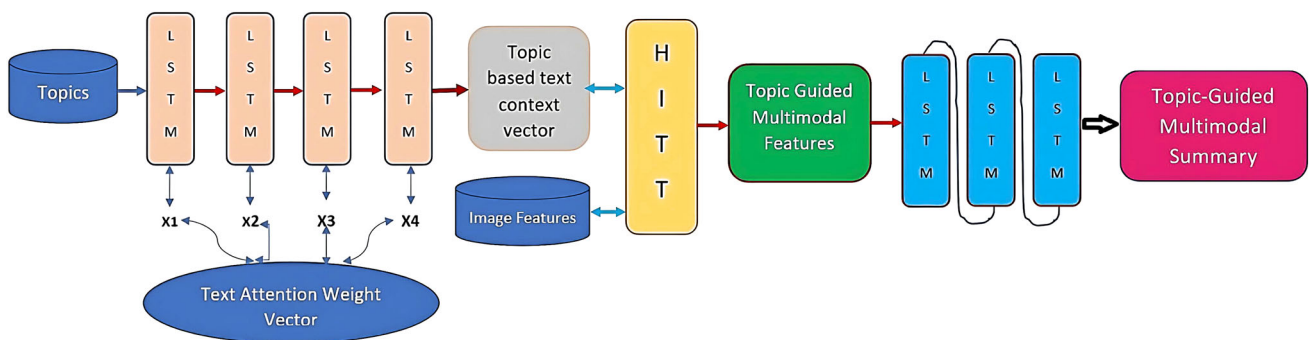 Topics
L
S
T
M
L
S
T
M
L
S
T
M
L
S
T
M
X1
X2
X3
X4
Text Attention Weight
Vector
Topic
based text
context
vector
Image Features
H
I
T
T
Topic Guided
Multimodal
Features
L
S
T
M
L
S
T
M
L
S
T
M
Topic-Guided
Multimodal
Summary